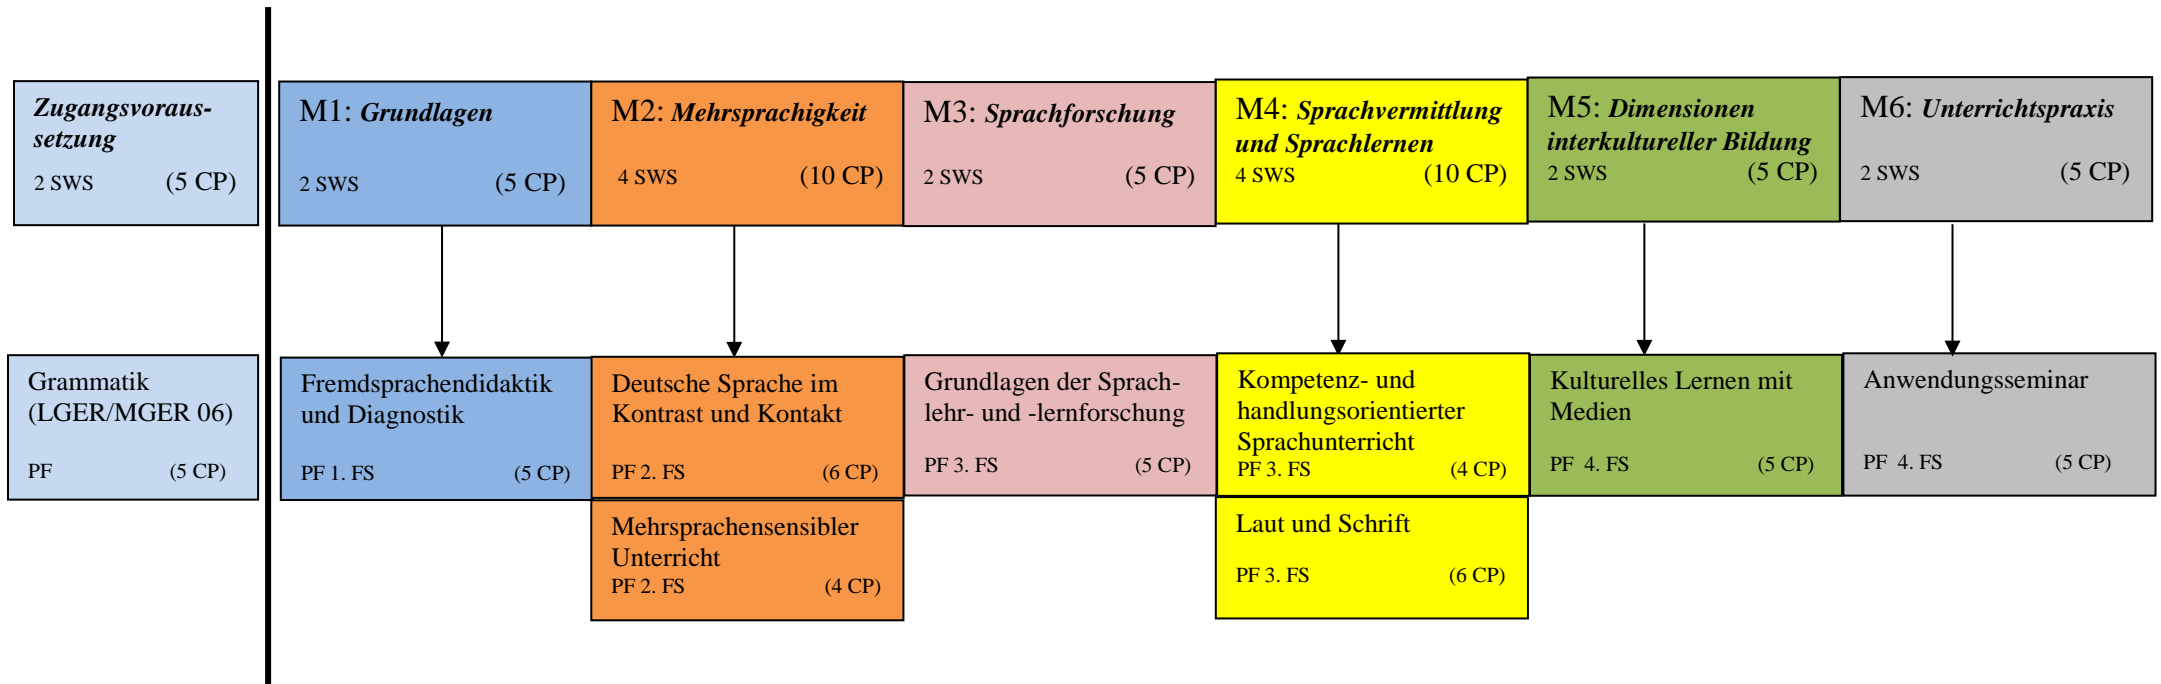 Zugangsvoraus-
setzung
2 SWS (5 CP)
M1: Grundlagen
2 SWS (5 CP)
M2: Mehrsprachigkeit
4 SWS (10 CP)
M3: Sprachforschung
2 SWS (5 CP)
M4: Sprachvermittlung
und Sprachlernen
4 SWS (10 CP)
M5: Dimensionen
interkultureller Bildung
2 SWS (5 CP)
M6: Unterrichtspraxis
2 SWS (5 CP)
Grammatik
(LGER/MGER 06)
PF (5 CP)
Fremdsprachendidaktik
und Diagnostik
PF 1. FS (5 CP)
Deutsche Sprache im
Kontrast und Kontakt
PF 2. FS (6 CP)
Grundlagen der Sprach-
lehr- und -lernforschung
PF 3. FS (5 CP)
Kompetenz- und
handlungsorientierter
Sprachunterricht
PF 3. FS (4 CP)
Kulturelles Lernen mit
Medien
PF 4. FS (5 CP)
Anwendungsseminar
PF 4. FS (5 CP)
Mehrsprachensensibler
Unterricht
PF 2. FS (4 CP)
Laut und Schrift
PF 3. FS (6 CP)